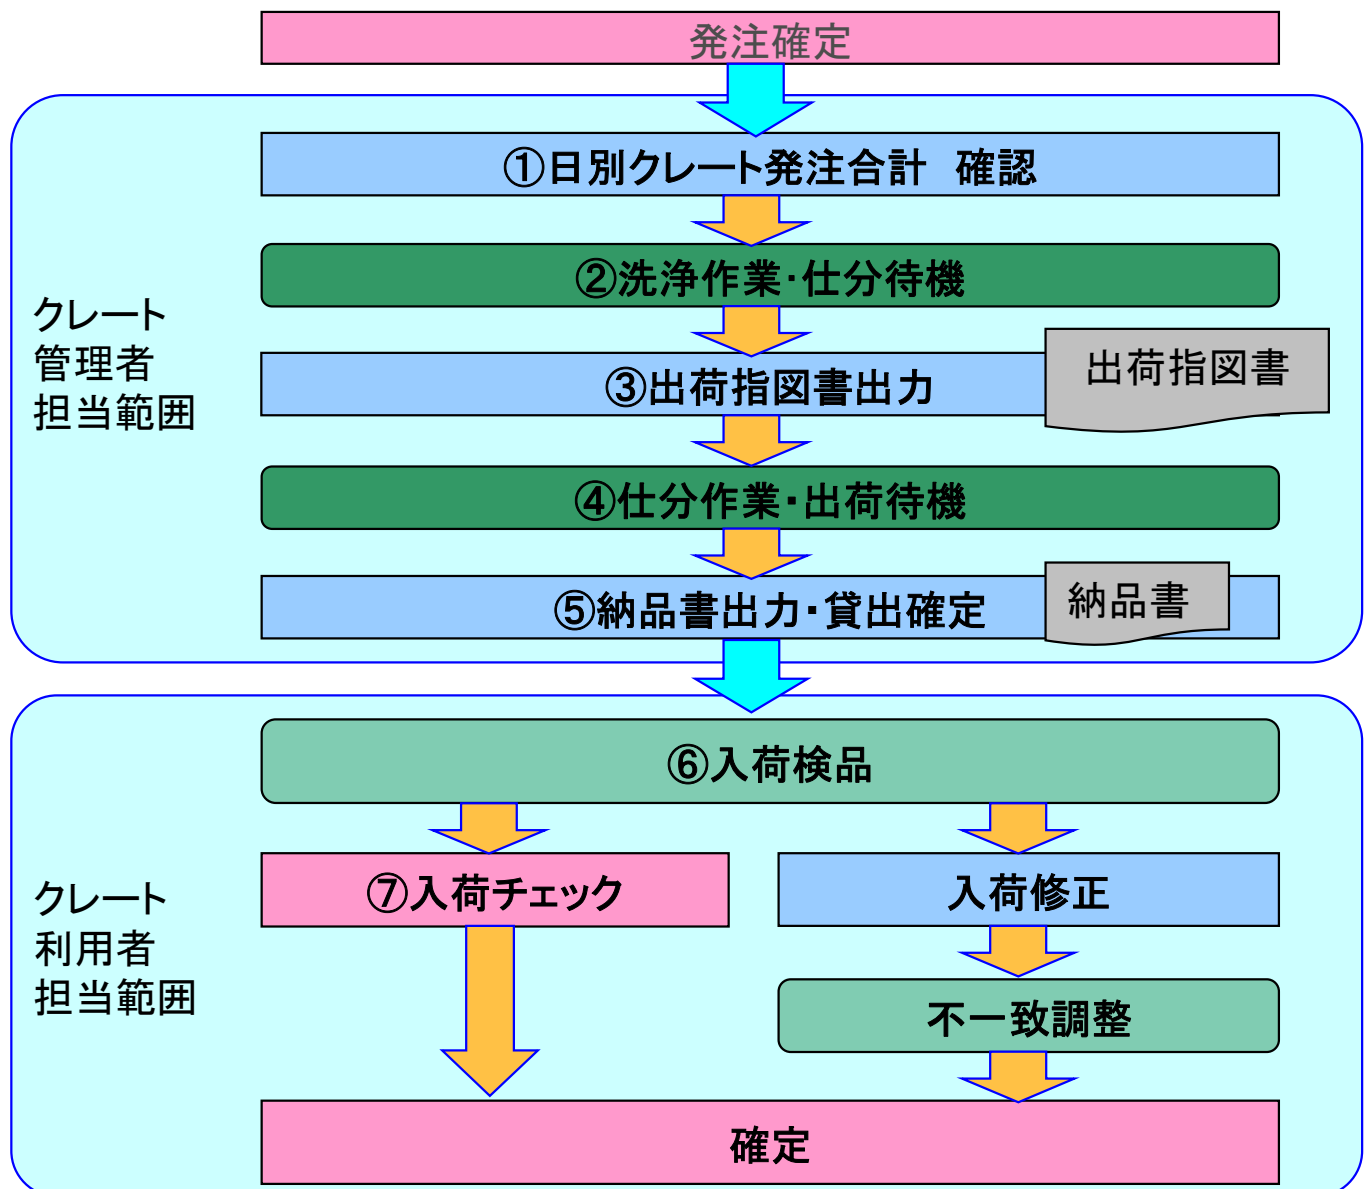 発注確定
①日別クレート発注合計　確認
②洗浄作業・仕分待機
クレート
管理者
担当範囲
③出荷指図書出力
出荷指図書
④仕分作業・出荷待機
⑤納品書出力・貸出確定
納品書
⑥入荷検品
⑦入荷チェック
入荷修正
クレート
利用者
担当範囲
不一致調整
確定